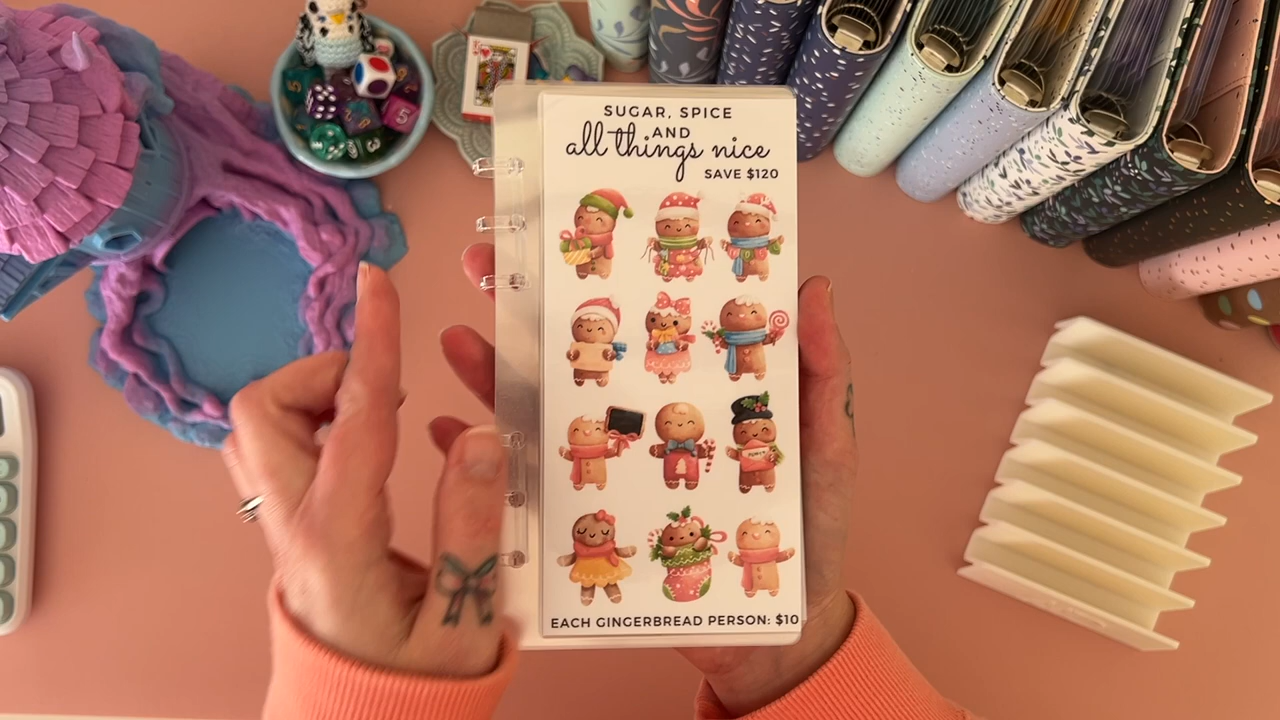 SUGAR, SPICE
AND
all things nice
SAVE $120
EACH GINGERBREAD PERSON: $10